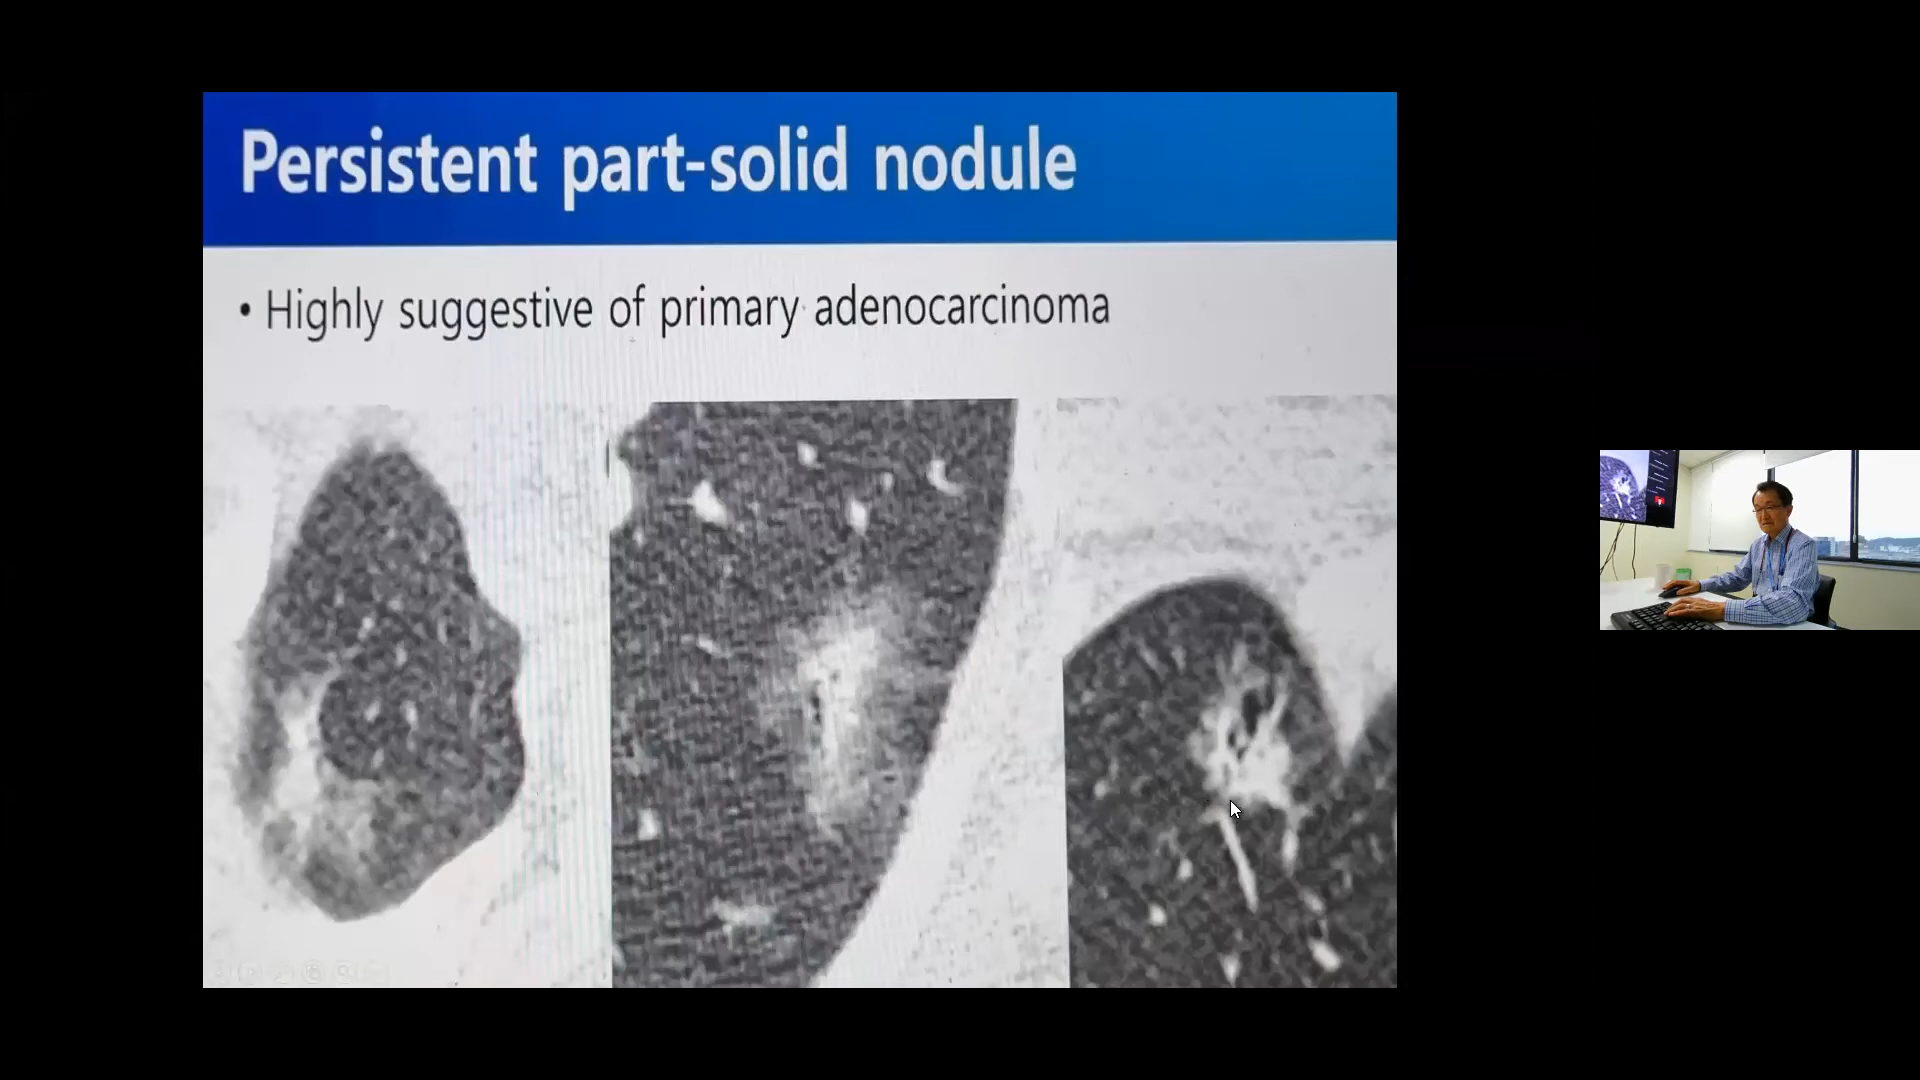 Persistent part-solid nodule
• Highly suggestive of primary adenocarcinoma